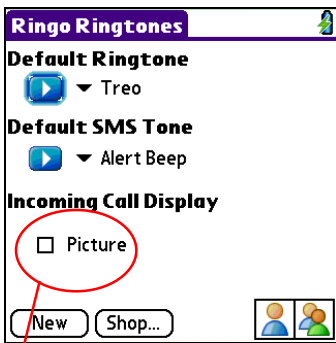 Ringo Ringtones
Default Ringtone
Treo
Default SMS Tone
Alert Beep
Incoming Call Display
Picture
New Shop...